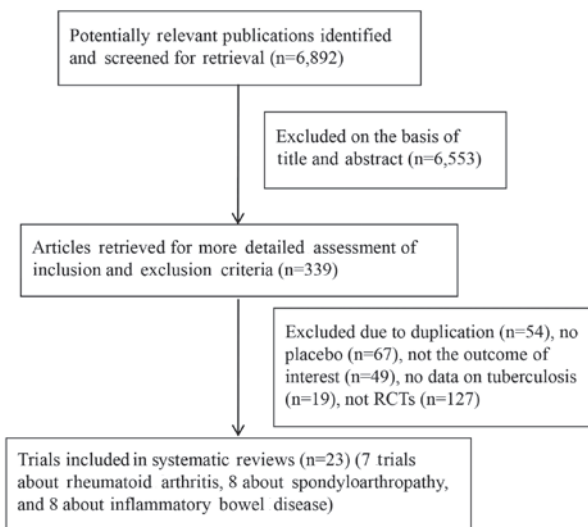 Potentially relevant publications identified
and screened for retrieval (n=6,892)
Excluded on the basis of
title and abstract (n=6,553)
Articles retrieved for more detailed assessment of
inclusion and exclusion criteria (n=339)
Excluded due to duplication (n=54), no
placebo (n=67), not the outcome of
interest (n=49), no data on tuberculosis
(n=19), not RCTs (n=127)
Trials included in systematic reviews (n=23) (7 trials
about rheumatoid arthritis, 8 about spondyloarthropathy,
and 8 about inflammatory bowel disease)